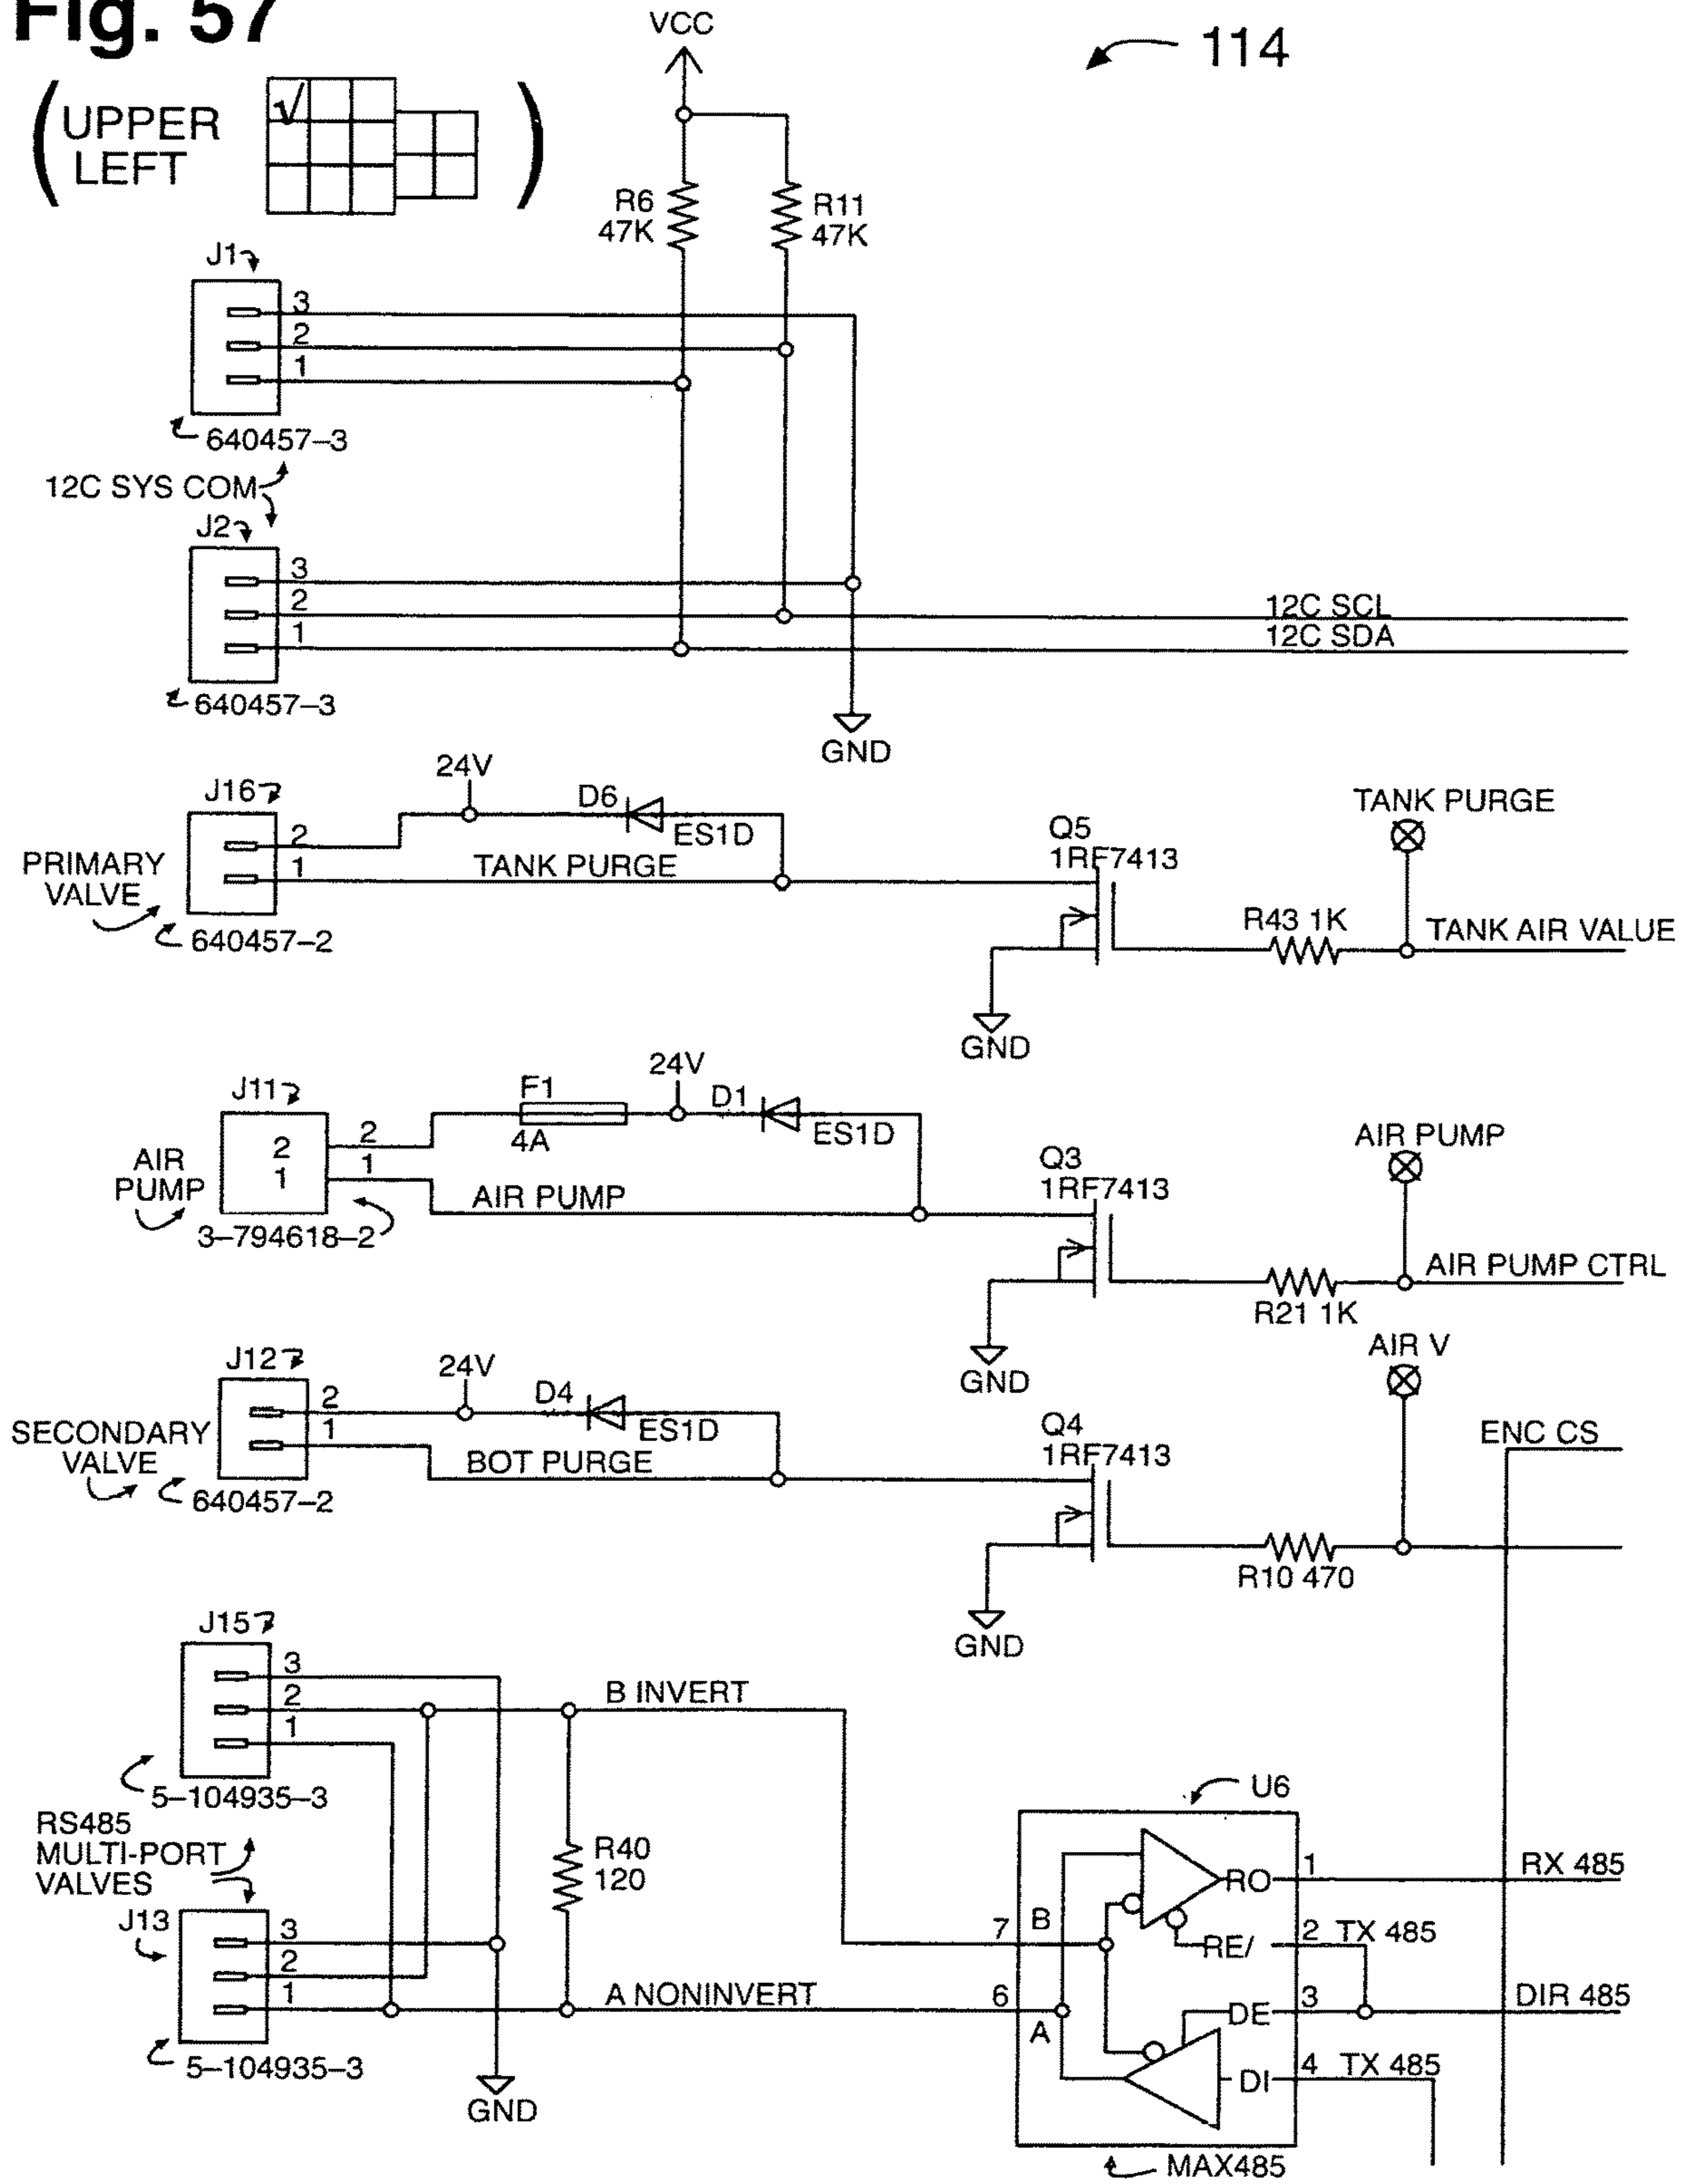 Fig. 57
VCC
114
(UPPER
LEFT
√
)
R6
47K
R11
47K
J1
3
2
1
640457-3
12C SYS COM
J2
3
2
1
640457-3
12C SCL
12C SDA
GND
J16
2
1
PRIMARY
VALVE
640457-2
24V
D6
ES1D
TANK PURGE
Q5
1RF7413
GND
R43 1K
TANK PURGE
TANK AIR VALUE
J11
2
1
2
1
AIR
PUMP
3-794618-2
F1
4A
24V
D1
ES1D
AIR PUMP
Q3
1RF7413
GND
R21 1K
AIR PUMP
AIR PUMP CTRL
J12
2
1
SECONDARY
VALVE
640457-2
24V
D4
ES1D
BOT PURGE
Q4
1RF7413
GND
R10 470
AIR V
ENC CS
J15
3
2
1
5-104935-3
RS485
MULTI-PORT
VALVES
J13
3
2
1
5-104935-3
B INVERT
R40
120
A NONINVERT
GND
U6
7
B
6
A
RO
1
RX 485
RE/
2
TX 485
DE
3
DIR 485
DI
4
TX 485
MAX485